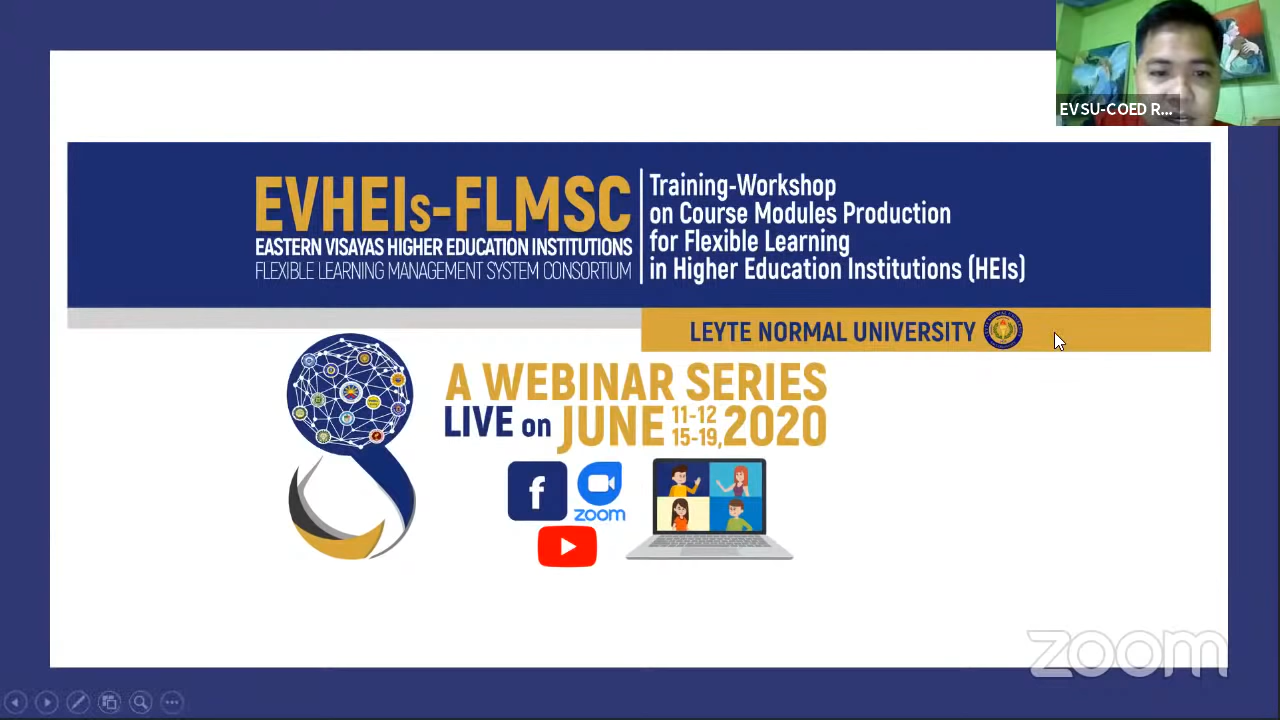 EVSU-COED R...
EVHEIs-FLMSC
EASTERN VISAYAS HIGHER EDUCATION INSTITUTIONS
FLEXIBLE LEARNING MANAGEMENT SYSTEM CONSORTIUM
Training-Workshop
on Course Modules Production
for Flexible Learning
in Higher Education Institutions (HEIs)
LEYTE NORMAL UNIVERSITY
A WEBINAR SERIES
LIVE on JUNE 11-12 15-19, 2020
f
zoom
zoom